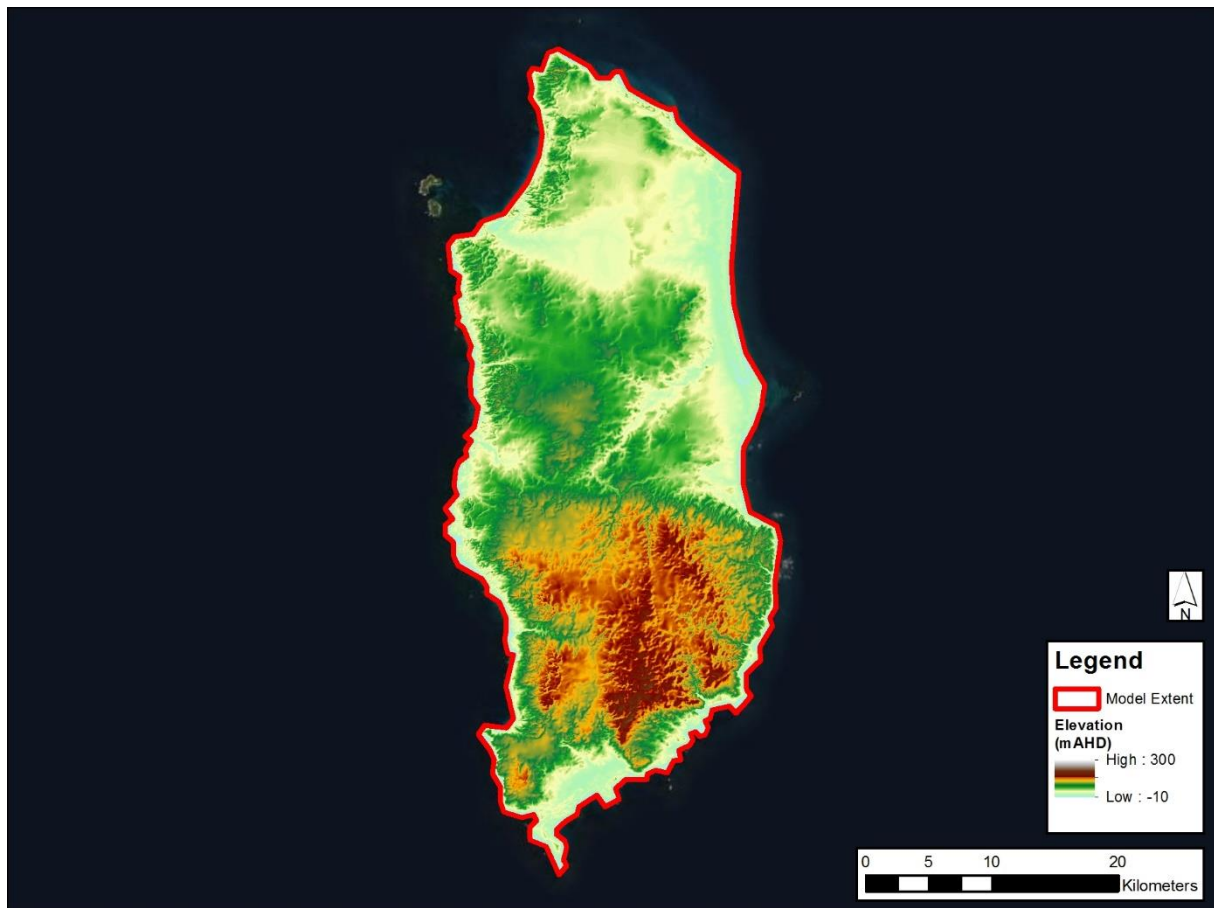 N
Legend
Model Extent
Elevation
(mAHD)
High : 300
Low : -10
0 5 10 20
Kilometers